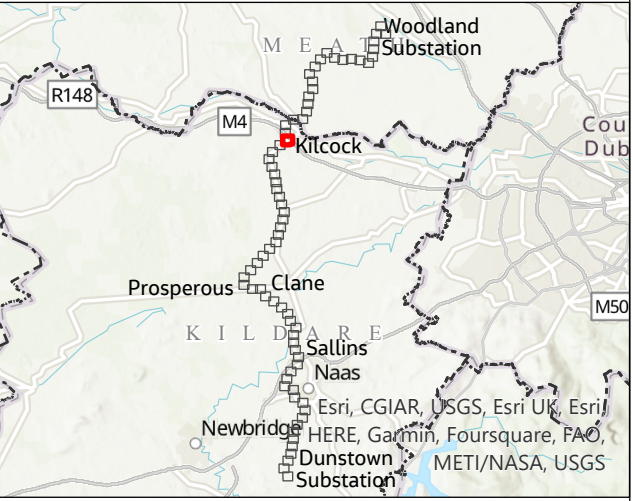 Woodland
Substation
MEATH
R148
M4
Kilcock
Cou
Dub
Prosperous
Clane
M50
KILDARE
Sallins
Naas
Esri, CGIAR, USGS, Esri UK, Esri,
Newbridge
HERE, Garmin, Foursquare, FAO,
Dunstown
METI/NASA, USGS
Substation